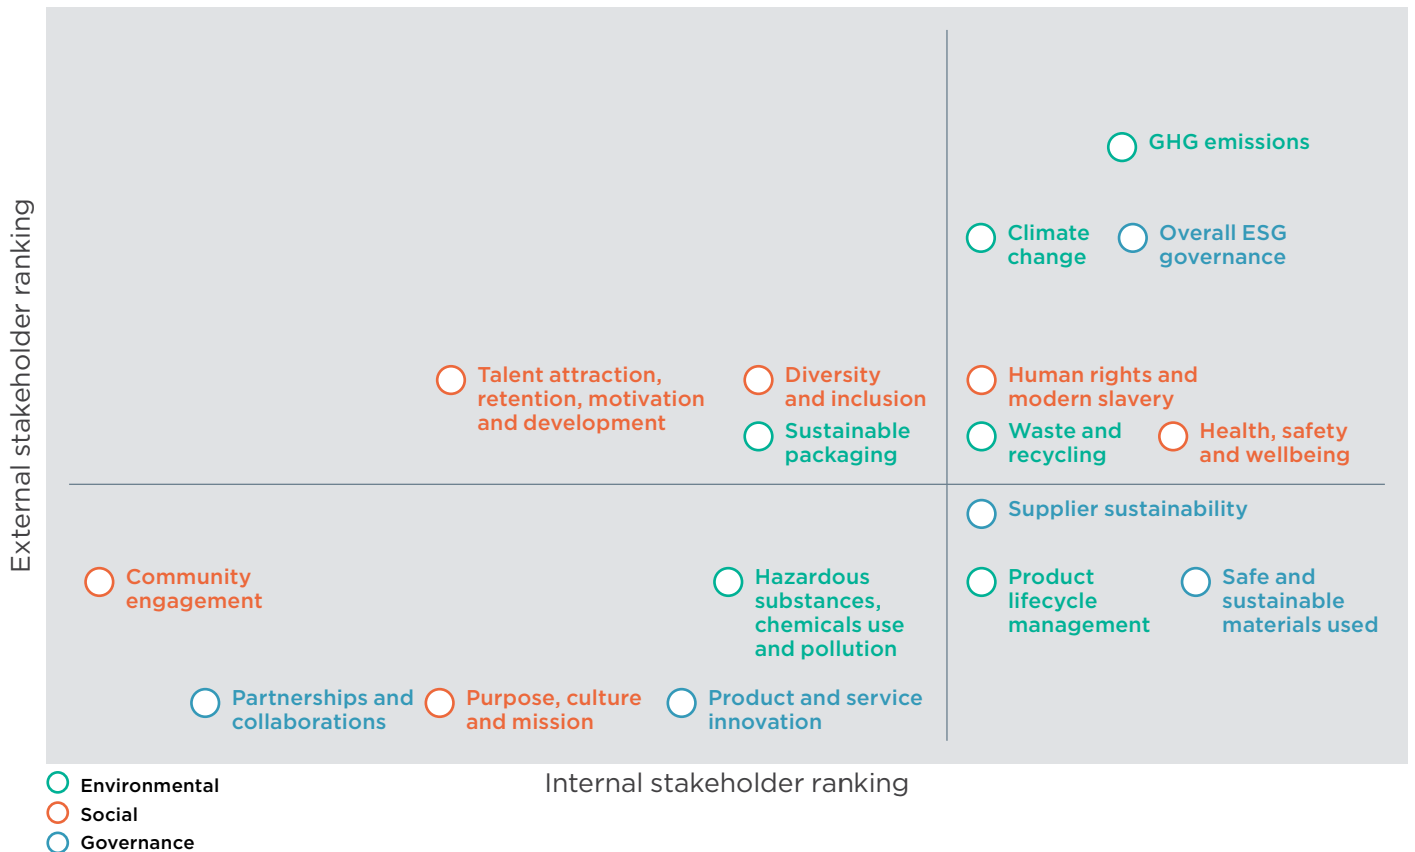 External stakeholder ranking
GHG emissions
Climate
change
Overall ESG
governance
Talent attraction,
retention, motivation
and development
Diversity
and inclusion
Human rights and
modern slavery
Sustainable
packaging
Waste and
recycling
Health, safety
and wellbeing
Supplier sustainability
Community
engagement
Hazardous
substances,
chemicals use
and pollution
Product
lifecycle
management
Safe and
sustainable
materials used
Partnerships and
collaborations
Purpose, culture
and mission
Product and service
innovation
Internal stakeholder ranking
Environmental
Social
Governance